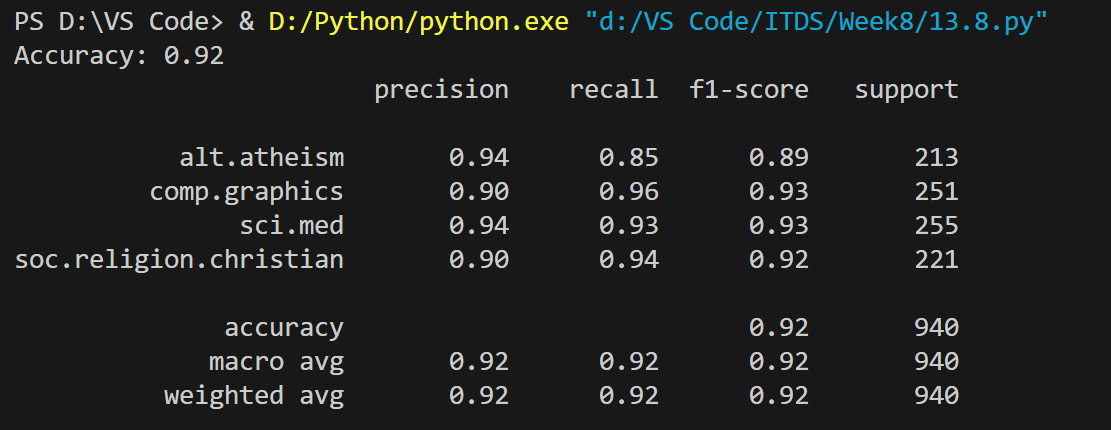 PS D:\VS Code> & D:/Python/python.exe "d:/VS Code/ITDS/Week8/13.8.py"
Accuracy: 0.92
precision recall f1-score support
alt.atheism 0.94 0.85 0.89 213
comp.graphics 0.90 0.96 0.93 251
sci.med 0.94 0.93 0.93 255
soc.religion.christian 0.90 0.94 0.92 221
accuracy 0.92 940
macro avg 0.92 0.92 0.92 940
weighted avg 0.92 0.92 0.92 940